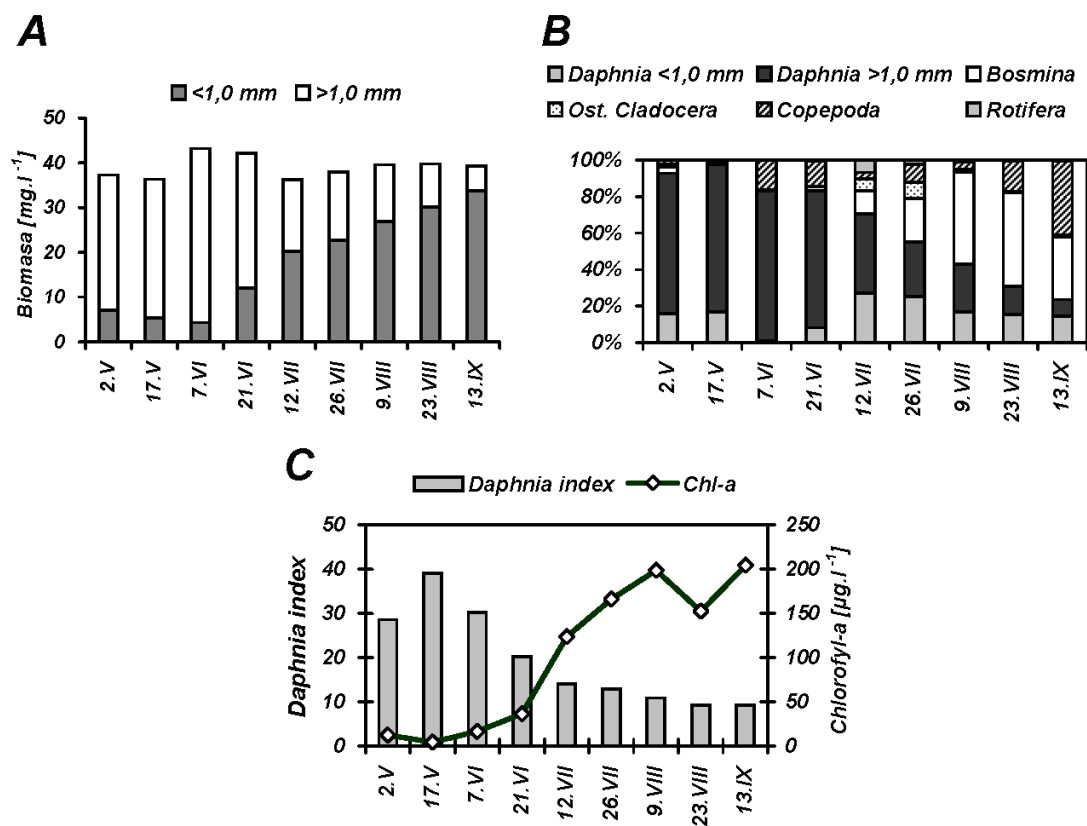 A
<1,0 mm >1,0 mm
Biomasa [mg.l-1]
50
40
30
20
10
0
2.V 17.V 7.VI 21.VI 12.VII 26.VII 9.VIII 23.VIII 13.IX
B
Daphnia <1,0 mm Daphnia >1,0 mm Bosmina
Ost. Cladocera Copepoda Rotifera
100%
80%
60%
40%
20%
0%
2.V 17.V 7.VI 21.VI 12.VII 26.VII 9.VIII 23.VIII 13.IX
C
Daphnia index Chl-a
Daphnia index
50
40
30
20
10
0
250
200
150
100
50
0
Chlorofyl-a [µg.l-1]
2.V 17.V 7.VI 21.VI 12.VII 26.VII 9.VIII 23.VIII 13.IX